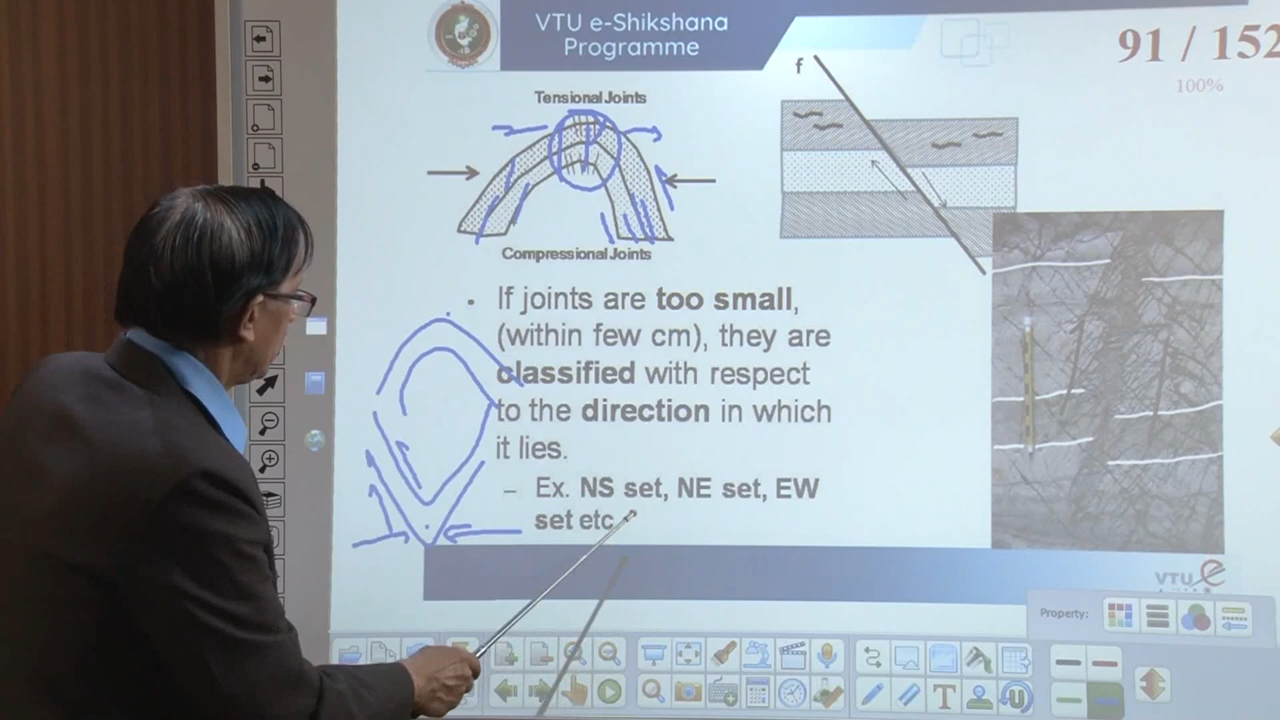 VTU e-Shikshana
Programme
91 / 152
100%
f
Tensional Joints
Compressional Joints
• If joints are too small,
(within few cm), they are
classified with respect
to the direction in which
it lies.
– Ex. NS set, NE set, EW
set etc
VTU e
Property:
T